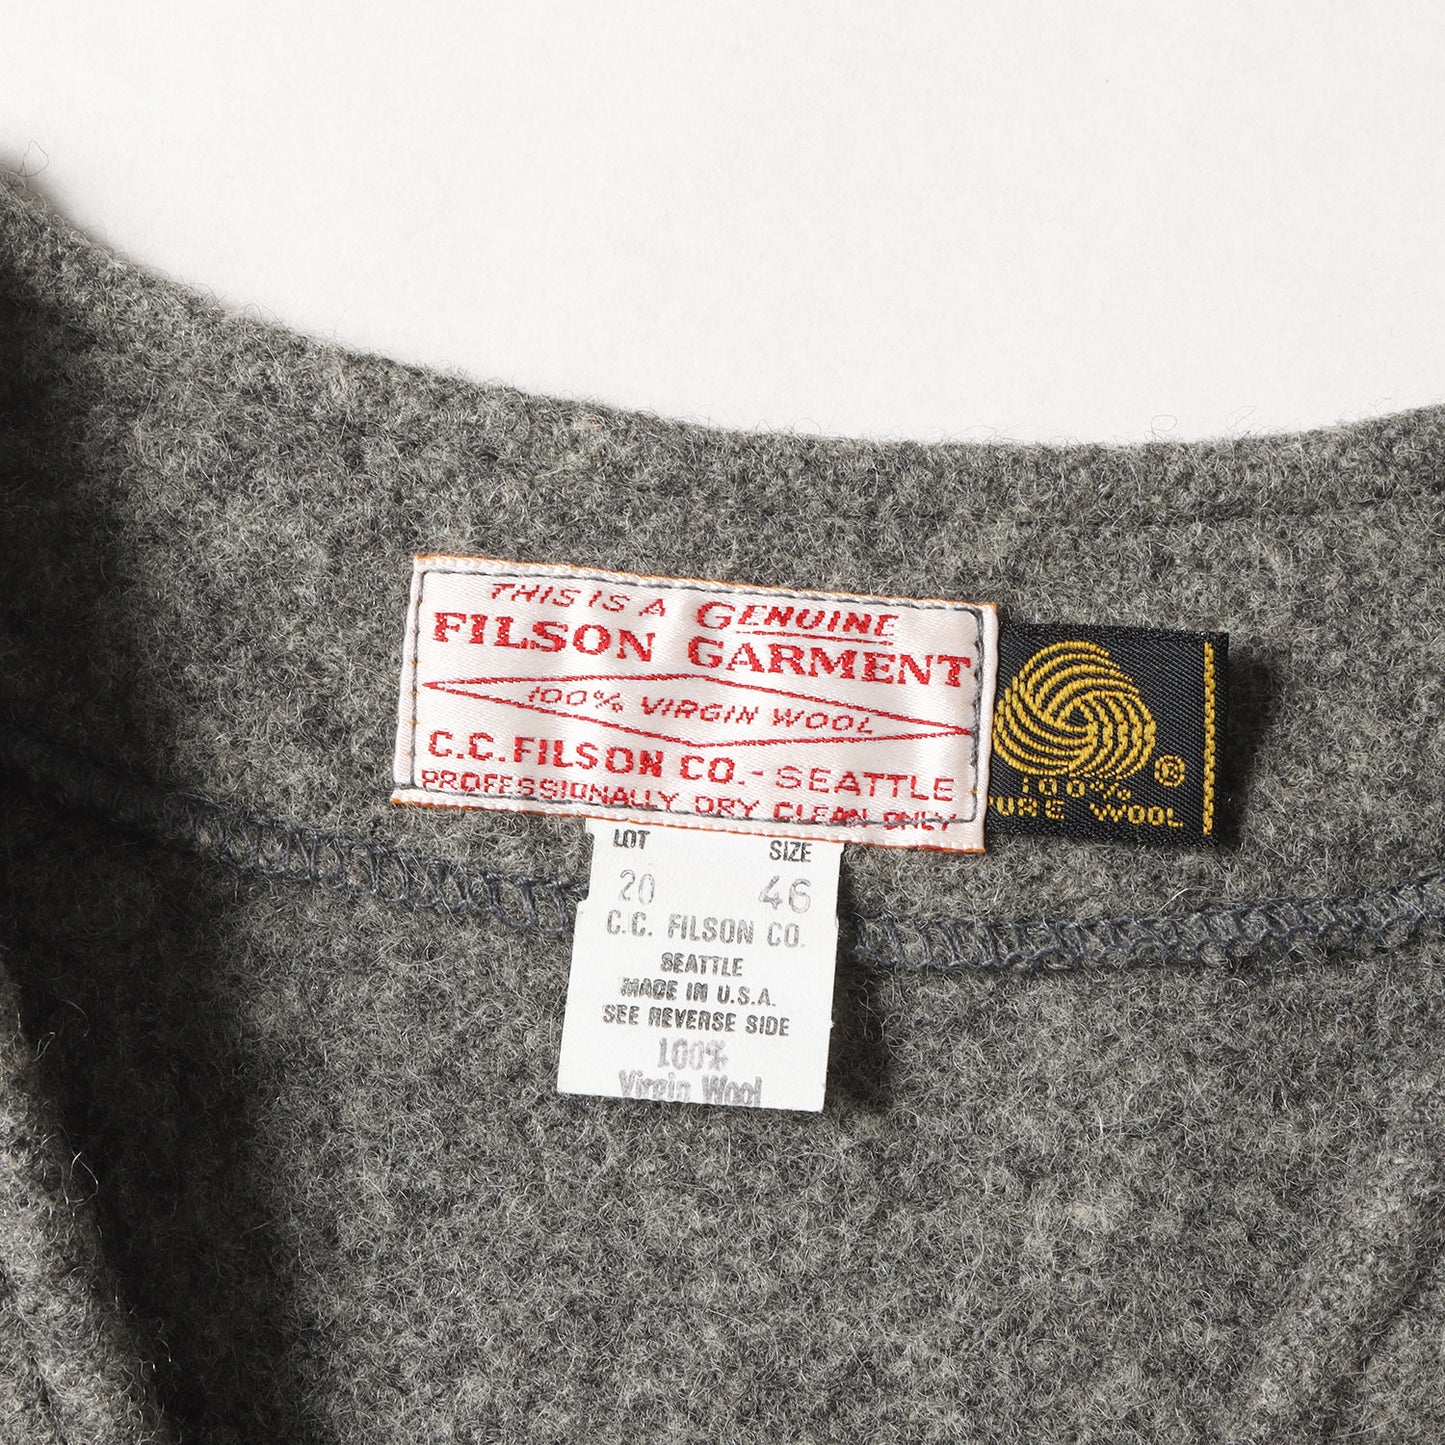 THIS IS A GENUINE
FILSON GARMENT
100% VIRGIN WOOL
C.C. FILSON CO. - SEATTLE
PROFESSIONALLY DRY CLEAN ONLY
®
100%
PURE WOOL
LOT SIZE
20 46
C.C. FILSON CO.
SEATTLE
MADE IN U.S.A.
SEE REVERSE SIDE
100%
Virgin Wool